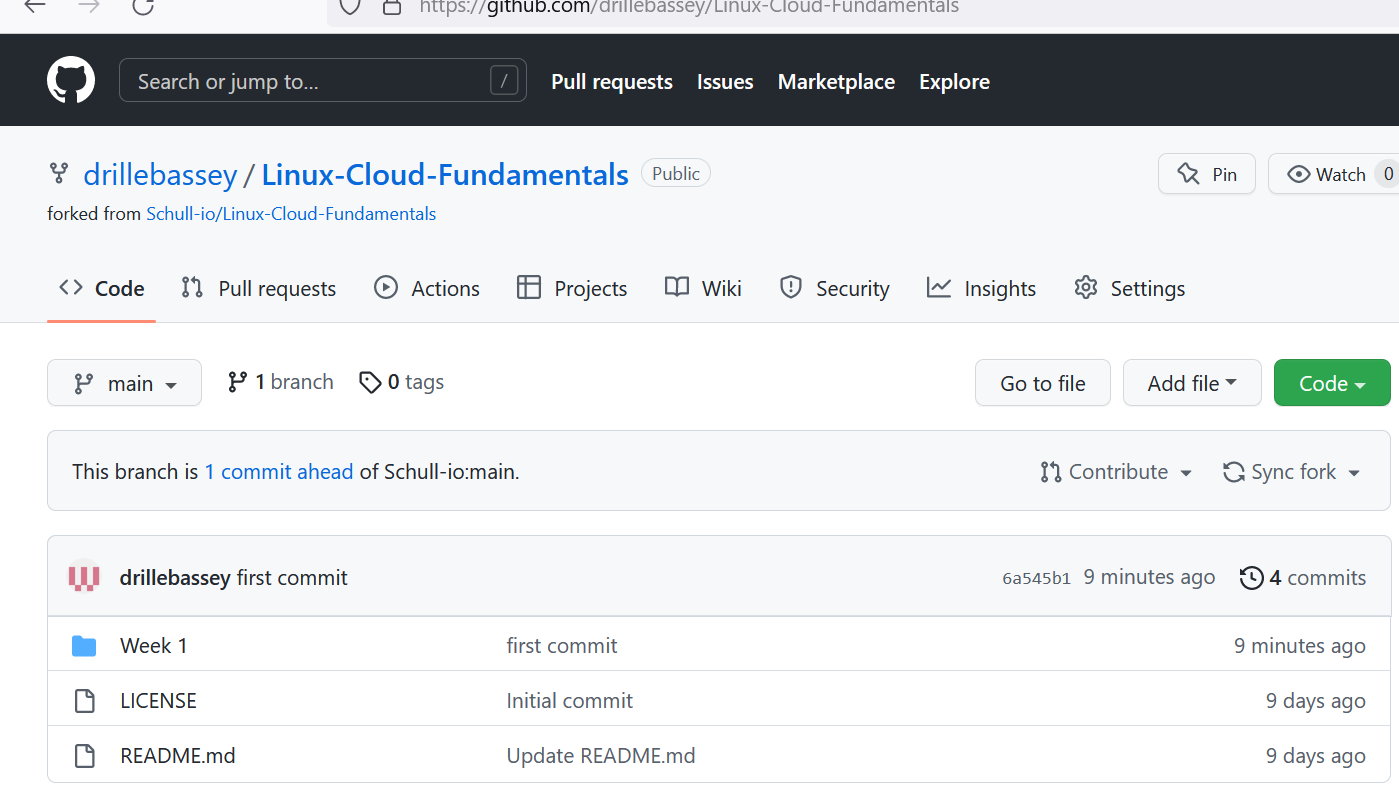 https://github.com/drillebassey/Linux-Cloud-Fundamentals
Search or jump to... / Pull requests Issues Marketplace Explore
drillebassey / Linux-Cloud-Fundamentals Public Pin Watch 0
forked from Schull-io/Linux-Cloud-Fundamentals
Code Pull requests Actions Projects Wiki Security Insights Settings
main 1 branch 0 tags Go to file Add file Code
This branch is 1 commit ahead of Schull-io:main. Contribute Sync fork
drillebassey first commit 6a545b1 9 minutes ago 4 commits
Week 1 first commit 9 minutes ago
LICENSE Initial commit 9 days ago
README.md Update README.md 9 days ago